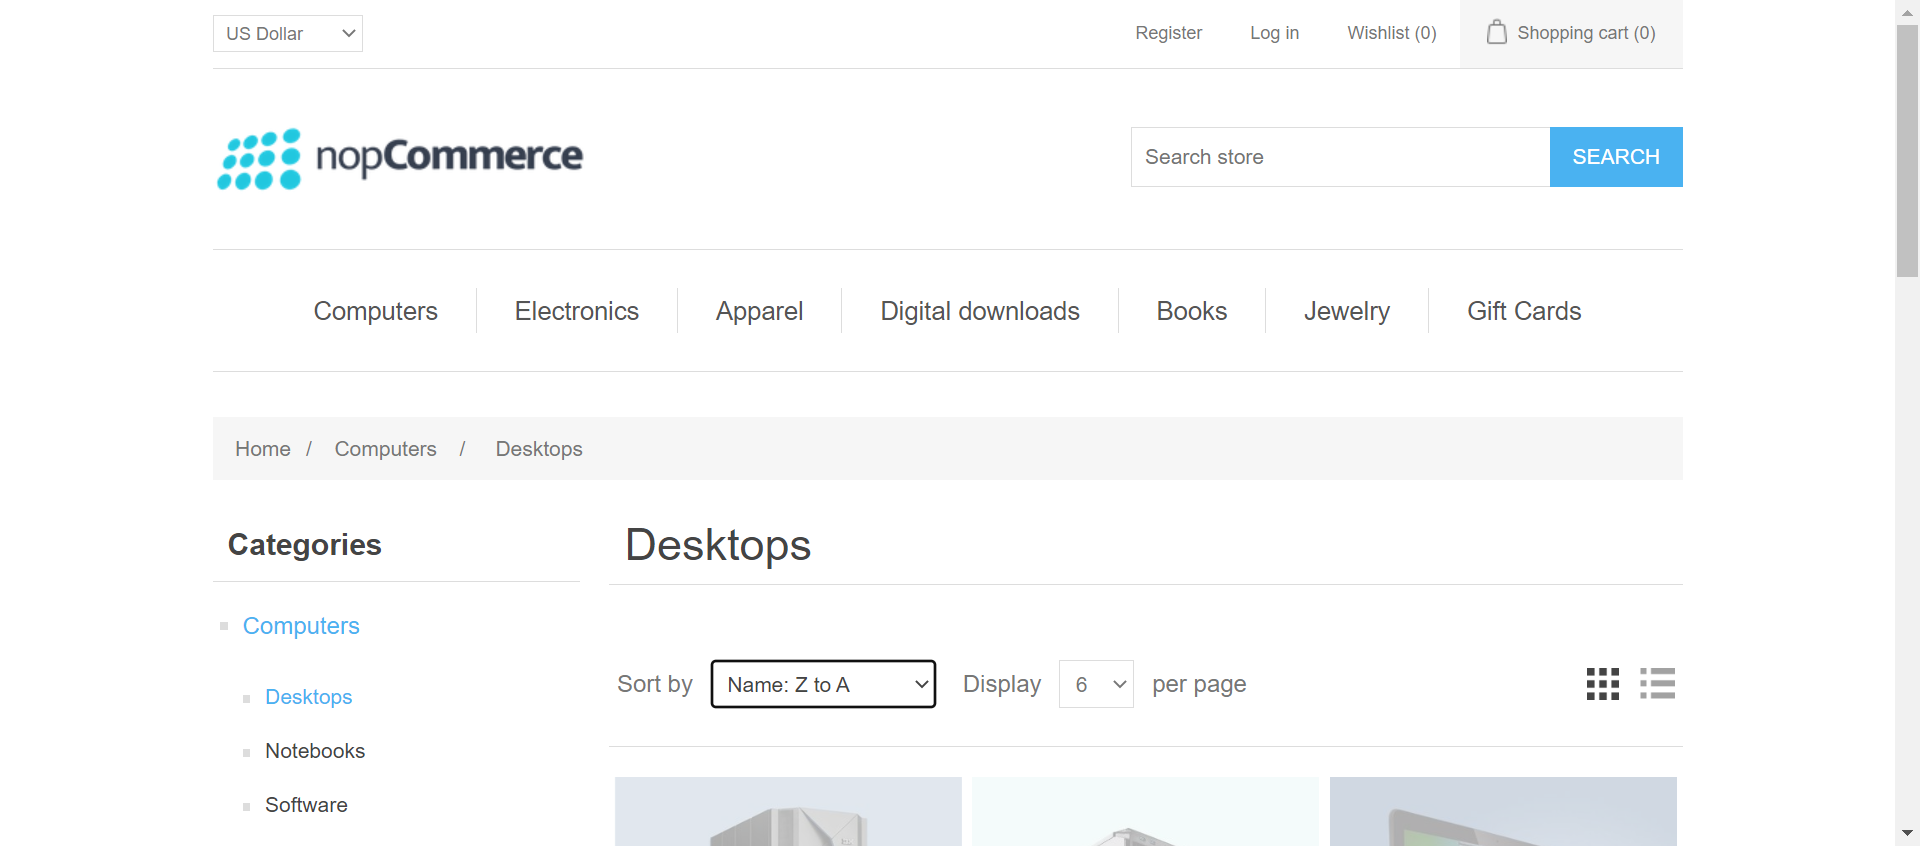 US Dollar Register Log in Wishlist (0) Shopping cart (0)
nopCommerce Search store SEARCH
Computers Electronics Apparel Digital downloads Books Jewelry Gift Cards
Home / Computers / Desktops
Categories
Desktops
Computers
Sort by Name: Z to A Display 6 per page
Desktops
Notebooks
Software